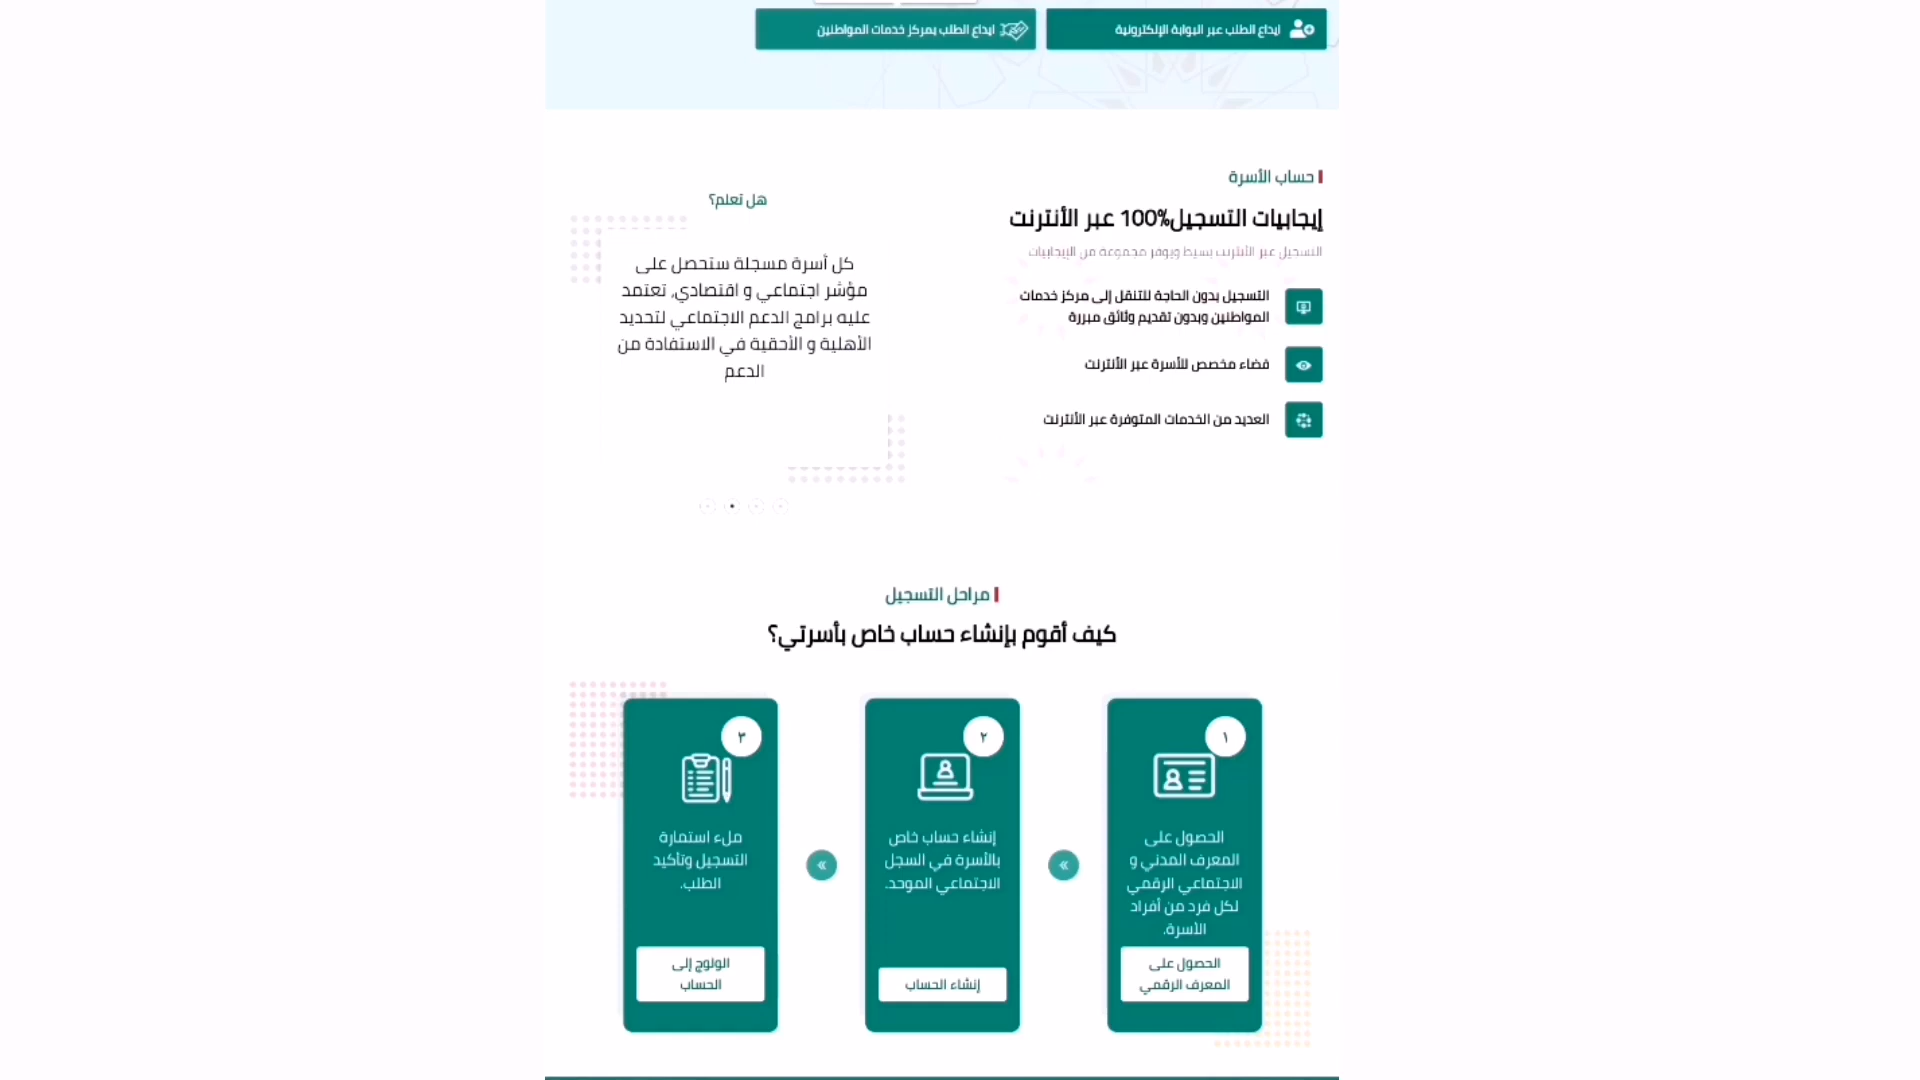 ايداع الطلب عبر البوابة الإلكترونية
ايداع الطلب بمركز خدمات المواطنين
حساب الأسرة
إيجابيات التسجيل100% عبر الأنترنت
التسجيل عبر الأنترنت بسيط ويوفر مجموعة من الإيجابيات
التسجيل بدون الحاجة للتنقل إلى مركز خدمات
المواطنين وبدون تقديم وثائق مبررة
فضاء مخصص للأسرة عبر الأنترنت
العديد من الخدمات المتوفرة عبر الأنترنت
هل تعلم؟
كل أسرة مسجلة ستحصل على
مؤشر اجتماعي و اقتصادي, تعتمد
عليه برامج الدعم الاجتماعي لتحديد
الأهلية و الأحقية في الاستفادة من
الدعم
مراحل التسجيل
كيف أقوم بإنشاء حساب خاص بأسرتي؟
١
الحصول على
المعرف المدني و
الاجتماعي الرقمي
لكل فرد من أفراد
الأسرة.
الحصول على
المعرف الرقمي
»
٢
إنشاء حساب خاص
بالأسرة في السجل
الاجتماعي الموحد.
إنشاء الحساب
»
٣
ملء استمارة
التسجيل وتأكيد
الطلب.
الولوج إلى
الحساب